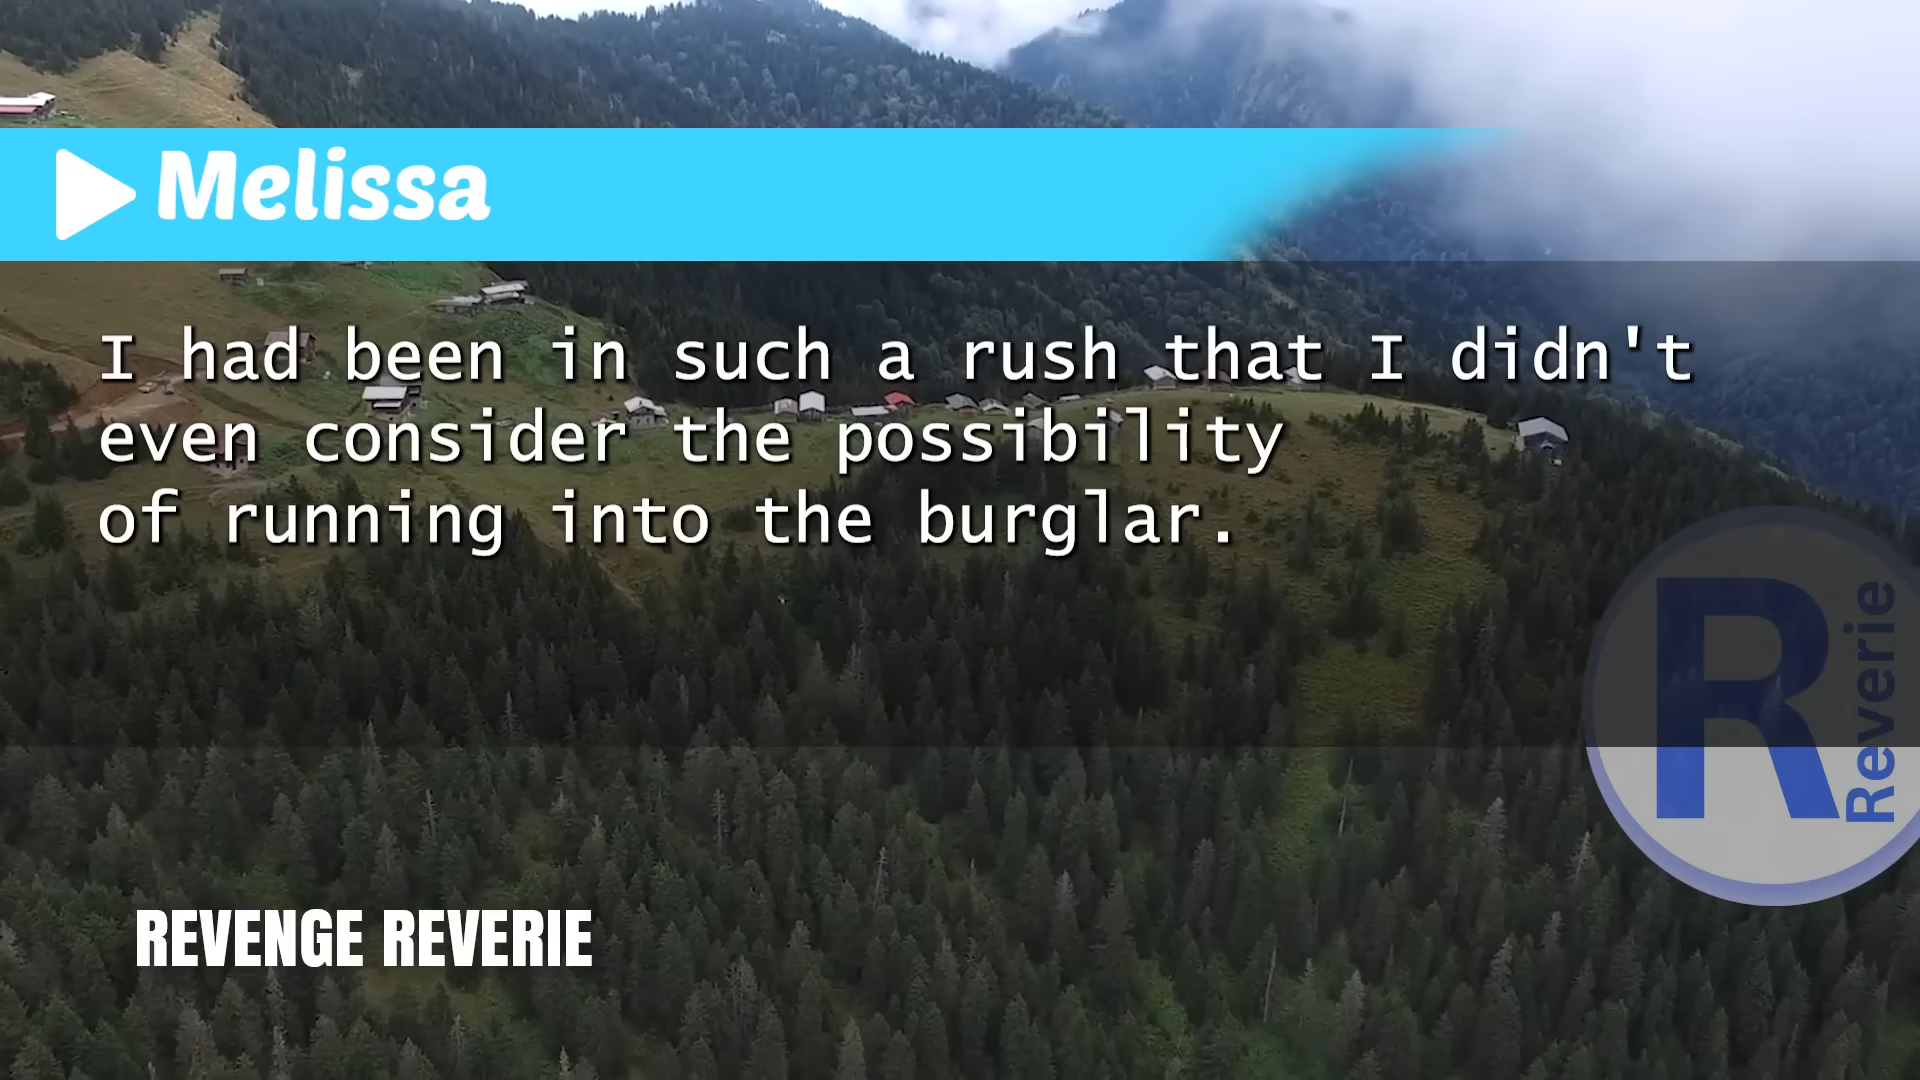 Melissa
I had been in such a rush that I didn't
even consider the possibility
of running into the burglar.
R
Reverie
REVENGE REVERIE